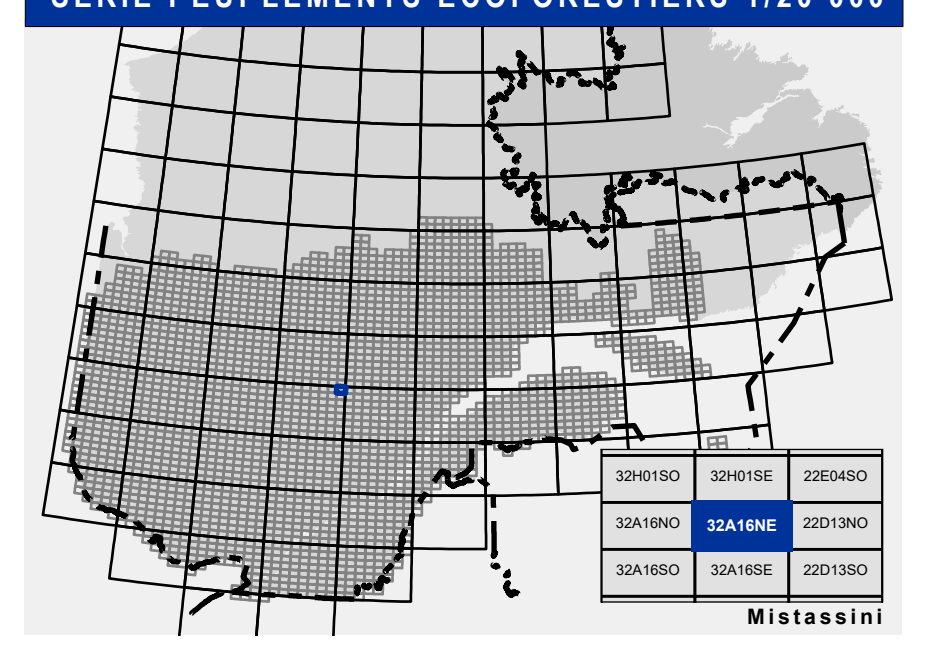 SÉRIE PEUPLEMENTS ÉCOFORESTIERS 1/20 000
32H01SO 32H01SE 22E04SO
32A16NO 32A16NE 22D13NO
32A16SO 32A16SE 22D13SO
Mistassini